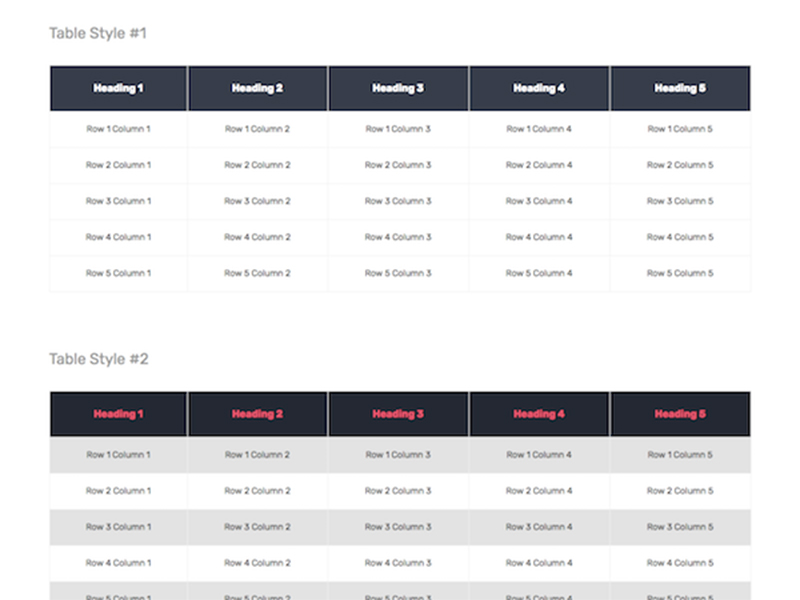 Table Style #1
Heading 1 Heading 2 Heading 3 Heading 4 Heading 5
Row 1 Column 1 Row 1 Column 2 Row 1 Column 3 Row 1 Column 4 Row 1 Column 5
Row 2 Column 1 Row 2 Column 2 Row 2 Column 3 Row 2 Column 4 Row 2 Column 5
Row 3 Column 1 Row 3 Column 2 Row 3 Column 3 Row 3 Column 4 Row 3 Column 5
Row 4 Column 1 Row 4 Column 2 Row 4 Column 3 Row 4 Column 4 Row 4 Column 5
Row 5 Column 1 Row 5 Column 2 Row 5 Column 3 Row 5 Column 4 Row 5 Column 5
Table Style #2
Heading 1 Heading 2 Heading 3 Heading 4 Heading 5
Row 1 Column 1 Row 1 Column 2 Row 1 Column 3 Row 1 Column 4 Row 1 Column 5
Row 2 Column 1 Row 2 Column 2 Row 2 Column 3 Row 2 Column 4 Row 2 Column 5
Row 3 Column 1 Row 3 Column 2 Row 3 Column 3 Row 3 Column 4 Row 3 Column 5
Row 4 Column 1 Row 4 Column 2 Row 4 Column 3 Row 4 Column 4 Row 4 Column 5
Row 5 Column 1 Row 5 Column 2 Row 5 Column 3 Row 5 Column 4 Row 5 Column 5